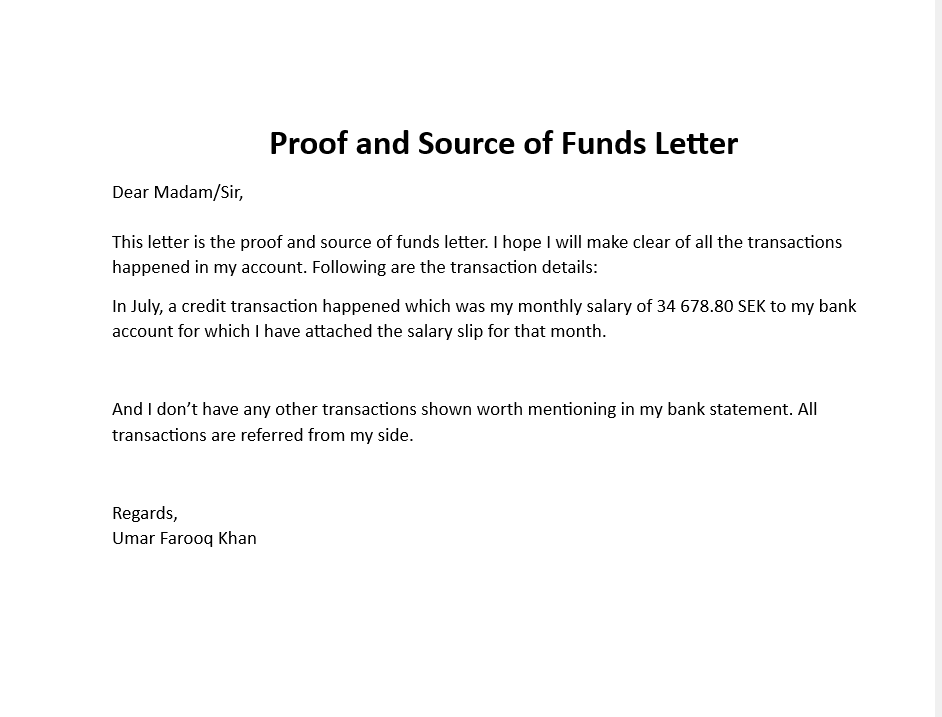 Proof and Source of Funds Letter
Dear Madam/Sir,
This letter is the proof and source of funds letter. I hope I will make clear of all the transactions
happened in my account. Following are the transaction details:
In July, a credit transaction happened which was my monthly salary of 34 678.80 SEK to my bank
account for which I have attached the salary slip for that month.
And I don’t have any other transactions shown worth mentioning in my bank statement. All
transactions are referred from my side.
Regards,
Umar Farooq Khan